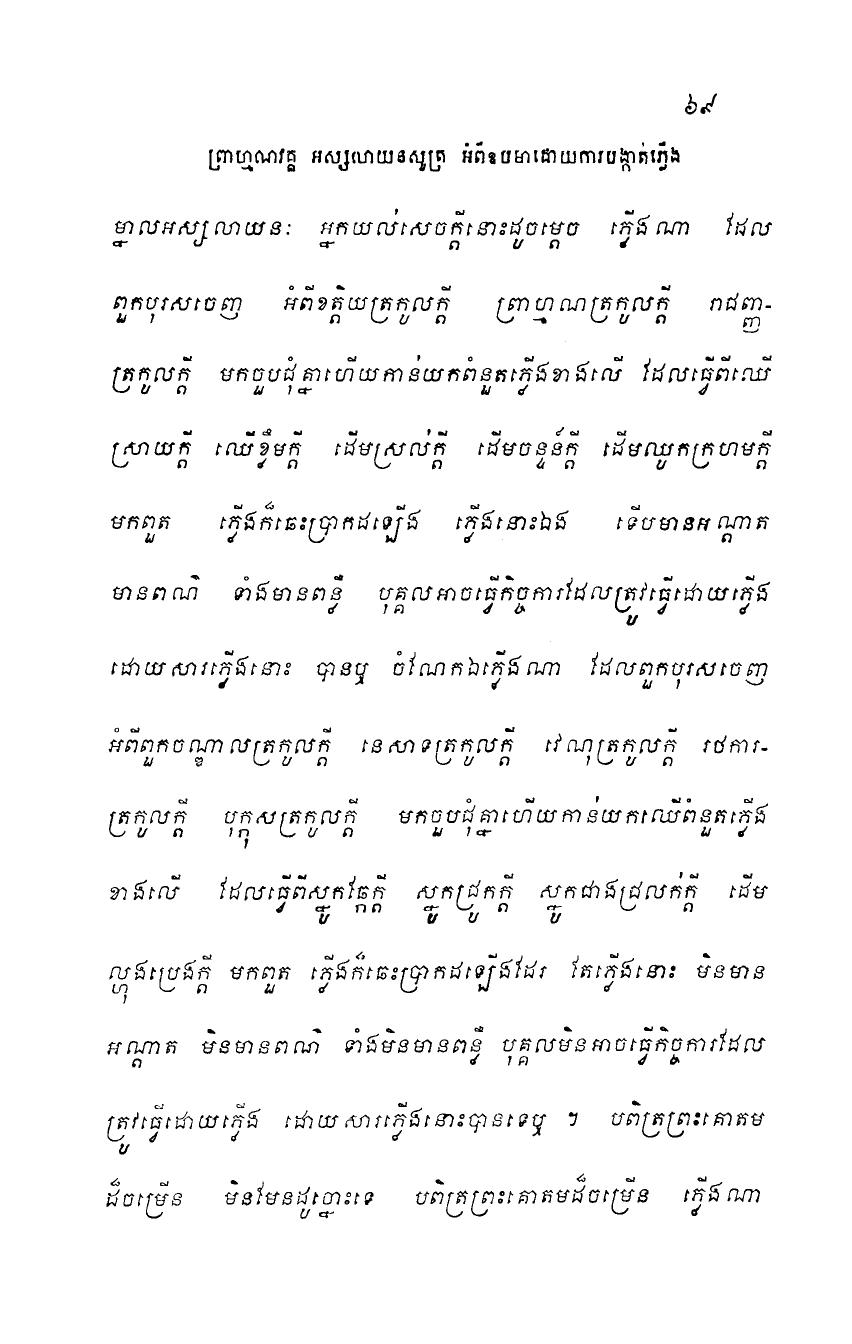 ៦៩
ព្រាហ្មណវគ្គ អស្សលាយនសូត្រ អំពីឧបមាដោយការបង្កាត់ភ្លើង
ម្នាលអស្សលាយនៈ អ្នកយល់សេចក្តីនោះដូចម្តេច ភ្លើងណា ដែល
ពួកបុរសចេញ អំពីខត្តិយត្រកូលក្តី ព្រាហ្មណត្រកូលក្តី រាជញ្ញ-
ត្រកូលក្តី មកចួបជុំគ្នាហើយកាន់យកពំនួតភ្លើងខាងលើ ដែលធ្វើពីឈើ
ស្រាយក្តី ឈើខ្ទឹមក្តី ដើមស្រល់ក្តី ដើមចន្ទន៍ក្តី ដើមឈូកក្រហមក្តី
មកពួត ភ្លើងក៏ឆេះប្រាកដឡើង ភ្លើងនោះឯង ទើបមានអណ្តាត
មានពណ៌ ទាំងមានពន្លឺ បុគ្គលអាចធ្វើកិច្ចការដែលត្រូវធ្វើដោយភ្លើង
ដោយសារភ្លើងនោះ បានឬ ចំណែកឯភ្លើងណា ដែលពួកបុរសចេញ
អំពីពួកចណ្ឌាលត្រកូលក្តី នេសាទត្រកូលក្តី វេណុត្រកូលក្តី រថការ-
ត្រកូលក្តី បុក្កុសត្រកូលក្តី មកចួបជុំគ្នាហើយកាន់យកឈើពំនួតភ្លើង
ខាងលើ ដែលធ្វើពីស្នូកឆ្កែក្តី ស្នូកជ្រូកក្តី ស្នូកជាងជ្រលក់ក្តី ដើម
ល្ហុងប្រេងក្តី មកពួត ភ្លើងក៏ឆេះប្រាកដឡើងដែរ តែភ្លើងនោះ មិនមាន
អណ្តាត មិនមានពណ៌ ទាំងមិនមានពន្លឺ បុគ្គលមិនអាចធ្វើកិច្ចការដែល
ត្រូវធ្វើដោយភ្លើង ដោយសារភ្លើងនោះបានទេឬ ។ បពិត្រព្រះគោតម
ដ៏ចម្រើន មិនមែនដូច្នោះទេ បពិត្រព្រះគោតមដ៏ចម្រើន ភ្លើងណា